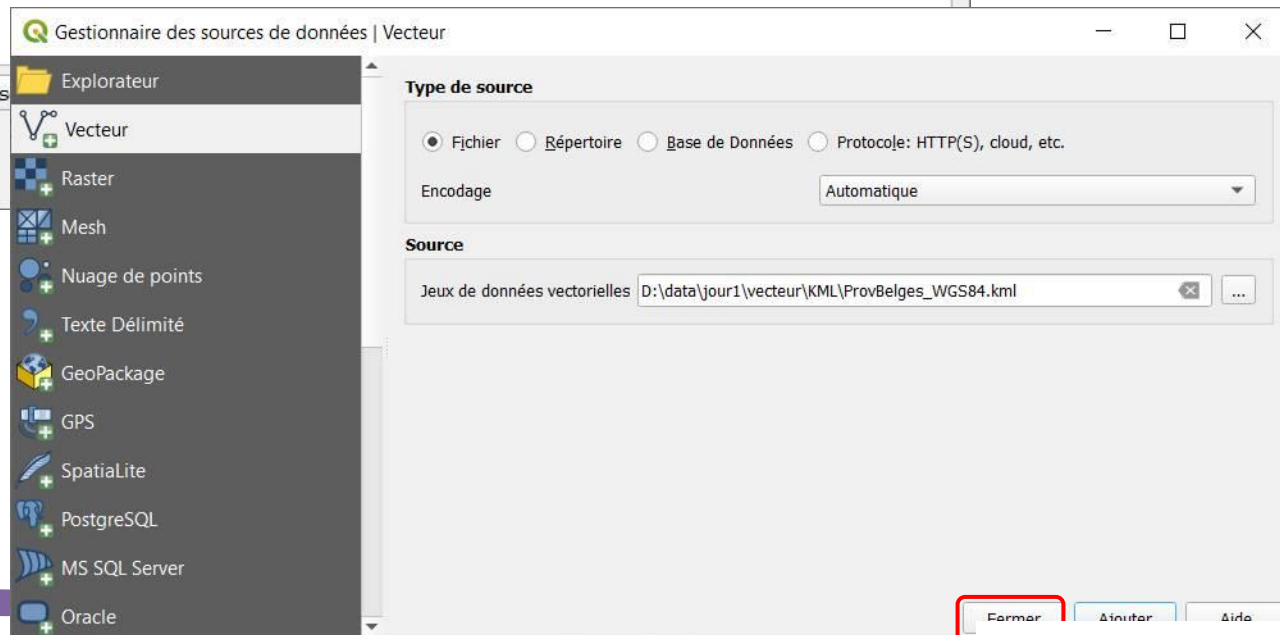 Gestionnaire des sources de données | Vecteur
Explorateur
Vecteur
Raster
Mesh
Nuage de points
Texte Délimité
GeoPackage
GPS
SpatiaLite
PostgreSQL
MS SQL Server
Oracle
Type de source
Fichier Répertoire Base de Données Protocole: HTTP(S), cloud, etc.
Encodage Automatique
Source
Jeux de données vectorielles D:\data\jour1\vecteur\KML\ProvBelges_WGS84.kml ...
Fermer Ajouter Aide